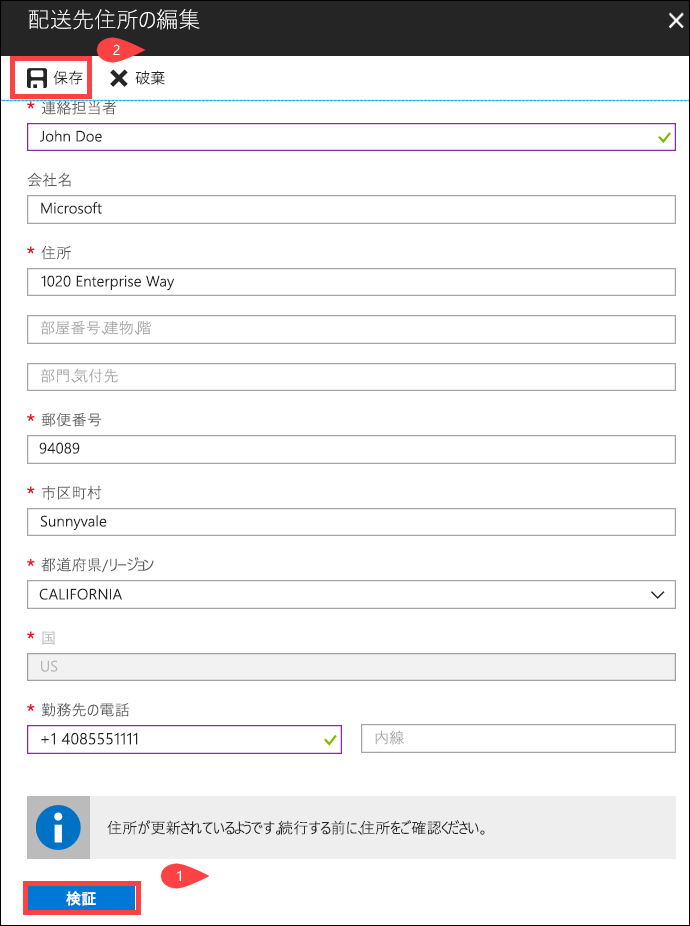 配送先住所の編集
2
保存 破棄
* 連絡担当者
John Doe
会社名
Microsoft
* 住所
1020 Enterprise Way
部屋番号､建物､階
部門､気付先
* 郵便番号
94089
* 市区町村
Sunnyvale
* 都道府県/リージョン
CALIFORNIA
* 国
US
* 勤務先の電話
+1 4085551111 内線
住所が更新されているようです｡続行する前に､住所をご確認ください｡
1
検証